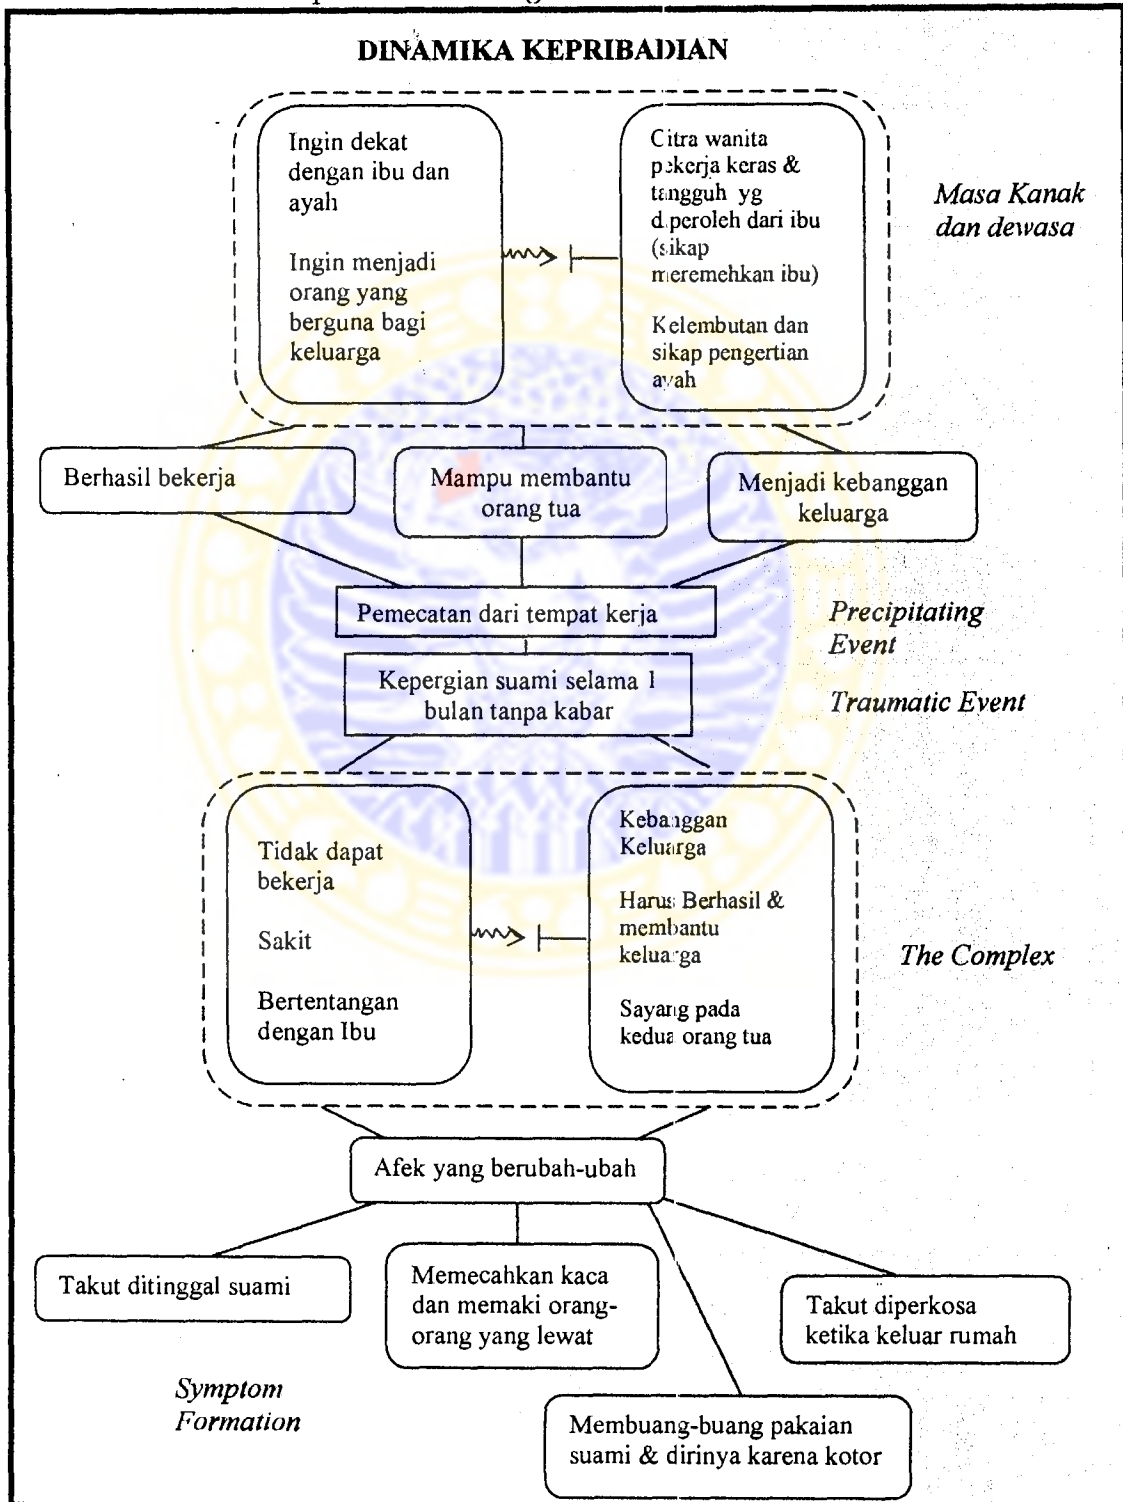 DINAMIKA KEPRIBADIAN
Ingin dekat
dengan ibu dan
ayah
Ingin menjadi
orang yang
berguna bagi
keluarga
Citra wanita
pekerja keras &
tangguh yg
diperoleh dari ibu
(sikap
meremehkan ibu)
Kelembutan dan
sikap pengertian
ayah
Masa Kanak
dan dewasa
Berhasil bekerja
Mampu membantu
orang tua
Menjadi kebanggan
keluarga
Pemecatan dari tempat kerja
Precipitating
Event
Kepergian suami selama 1
bulan tanpa kabar
Traumatic Event
Tidak dapat
bekerja
Sakit
Bertentangan
dengan Ibu
Kebanggan
Keluarga
Harus Berhasil &
membantu
keluarga
Sayang pada
kedua orang tua
The Complex
Afek yang berubah-ubah
Takut ditinggal suami
Memecahkan kaca
dan memaki orang-
orang yang lewat
Takut diperkosa
ketika keluar rumah
Symptom
Formation
Membuang-buang pakaian
suami & dirinya karena kotor